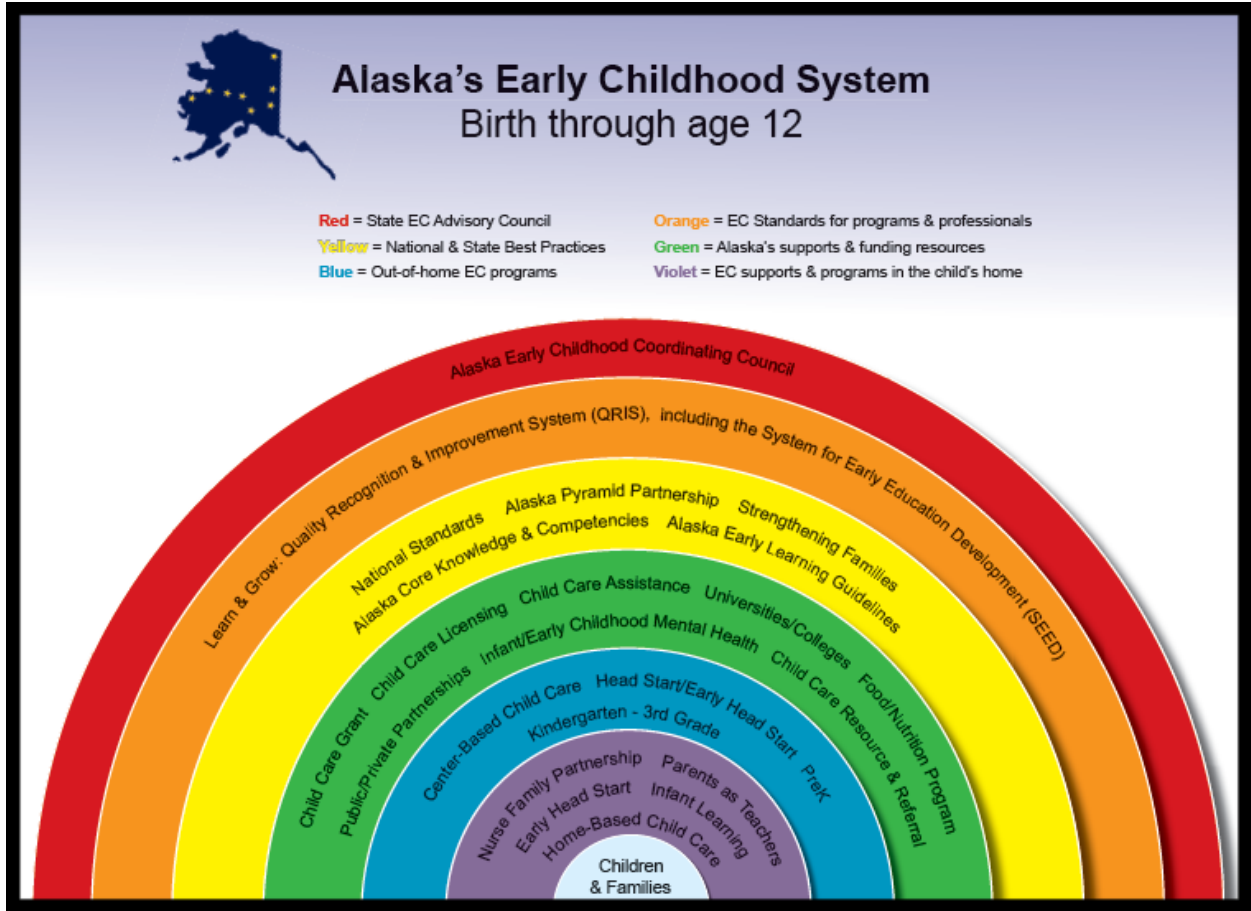 Alaska's Early Childhood System
Birth through age 12
Red = State EC Advisory Council
Orange = EC Standards for programs & professionals
Yellow = National & State Best Practices
Green = Alaska's supports & funding resources
Blue = Out-of-home EC programs
Violet = EC supports & programs in the child's home
Alaska Early Childhood Coordinating Council
Learn & Grow: Quality Recognition & Improvement System (QRIS), including the System for Early Education Development (SEED)
National Standards Alaska Pyramid Partnership Strengthening Families
Alaska Core Knowledge & Competencies Alaska Early Learning Guidelines
Child Care Grant Child Care Licensing Child Care Assistance Universities/Colleges Food/Nutrition Program
Public/Private Partnerships Infant/Early Childhood Mental Health Child Care Resource & Referral
Center-Based Child Care Head Start/Early Head Start PreK
Kindergarten - 3rd Grade
Nurse Family Partnership Parents as Teachers
Early Head Start Infant Learning
Home-Based Child Care
Children
& Families